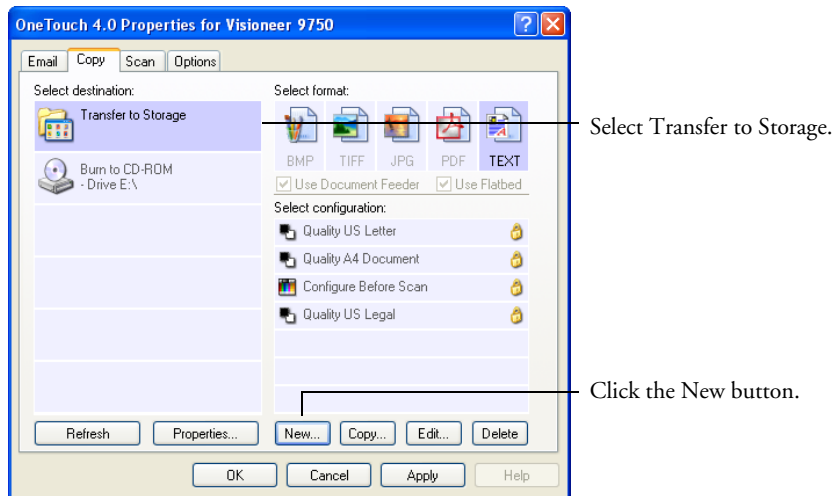 OneTouch 4.0 Properties for Visioneer 9750
Email Copy Scan Options
Select destination:
Transfer to Storage
Burn to CD-ROM
- Drive E:\
Select format:
BMP TIFF JPG PDF TEXT
Use Document Feeder Use Flatbed
Select configuration:
Quality US Letter
Quality A4 Document
Configure Before Scan
Quality US Legal
Refresh Properties... New... Copy... Edit... Delete
OK Cancel Apply Help
Select Transfer to Storage.
Click the New button.